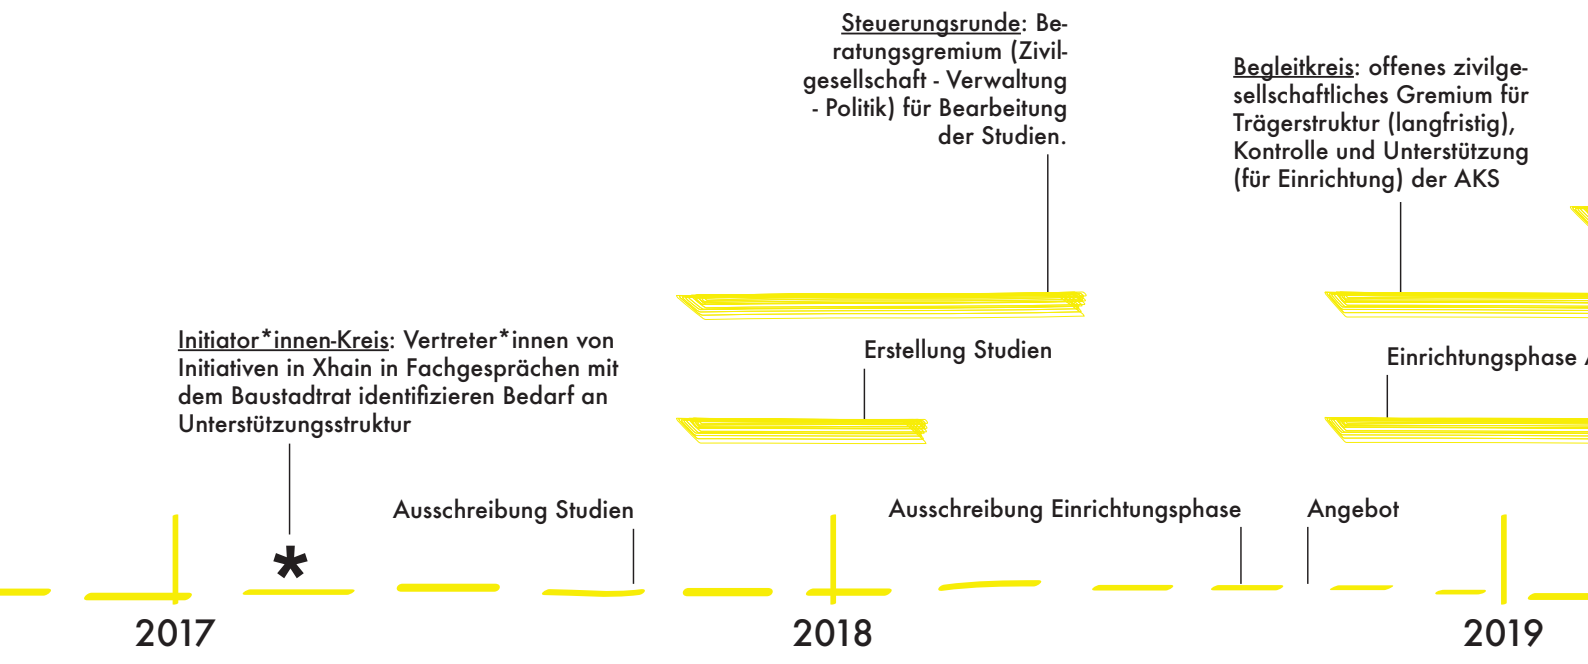 Steuerungsrunde: Be-
ratungsgremium (Zivil-
gesellschaft - Verwaltung
- Politik) für Bearbeitung
der Studien.
Begleitkreis: offenes zivilge-
sellschaftliches Gremium für
Trägerstruktur (langfristig),
Kontrolle und Unterstützung
(für Einrichtung) der AKS
Initiator*innen-Kreis: Vertreter*innen von
Initiativen in Xhain in Fachgesprächen mit
dem Baustadtrat identifizieren Bedarf an
Unterstützungsstruktur
Erstellung Studien
Einrichtungsphase
Ausschreibung Studien
Ausschreibung Einrichtungsphase
Angebot
*
2017
2018
2019